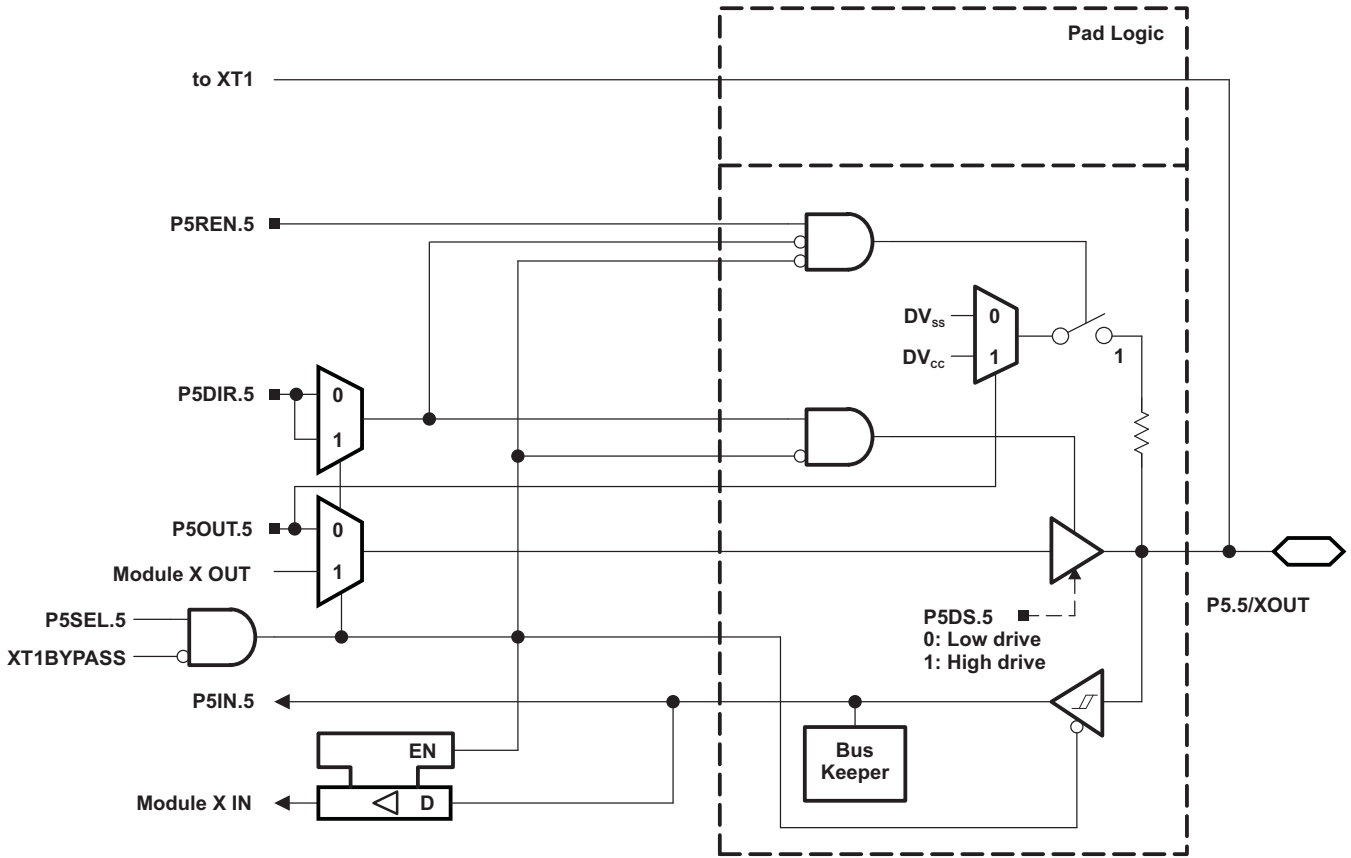 Pad Logic
to XT1
P5REN.5
DVss
0
DVcc
1
1
P5DIR.5
0
1
P5OUT.5
0
Module X OUT
1
P5SEL.5
XT1BYPASS
P5DS.5
0: Low drive
1: High drive
P5.5/XOUT
P5IN.5
EN
Bus
Keeper
Module X IN
D